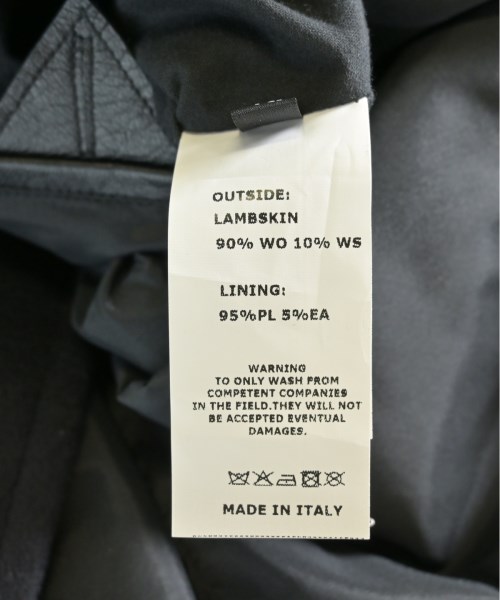 OUTSIDE:
LAMBSKIN
90% WO 10% WS
LINING:
95%PL 5%EA
WARNING
TO ONLY WASH FROM
COMPETENT COMPANIES
IN THE FIELD.THEY WILL NOT
BE ACCEPTED EVENTUAL
DAMAGES.
MADE IN ITALY